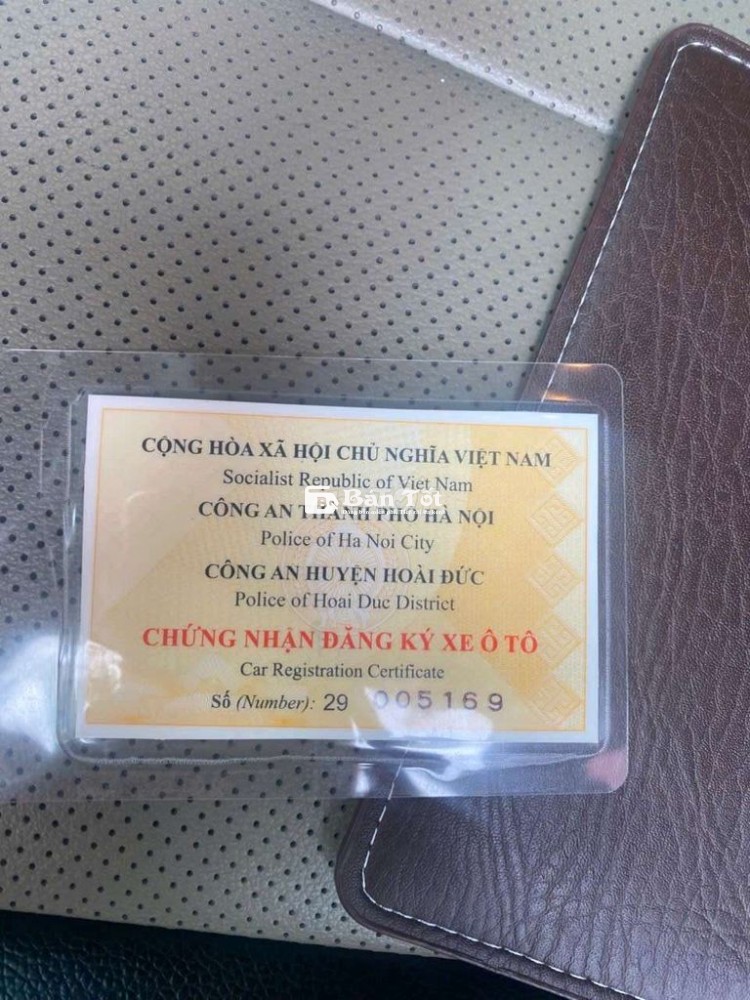 CỘNG HÒA XÃ HỘI CHỦ NGHĨA VIỆT NAM
Socialist Republic of Viet Nam
Bán Tốt
CÔNG AN THÀNH PHỐ HÀ NỘI
Police of Ha Noi City
CÔNG AN HUYỆN HOÀI ĐỨC
Police of Hoai Duc District
CHỨNG NHẬN ĐĂNG KÝ XE Ô TÔ
Car Registration Certificate
Số (Number): 29 005169